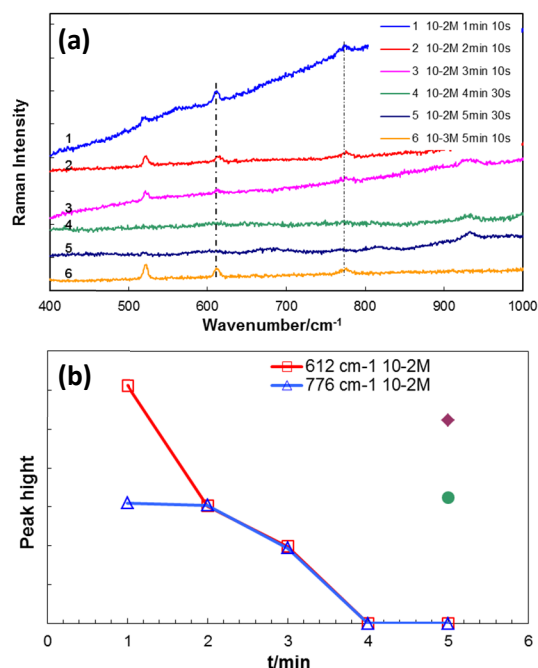 (a)
1 10-2M 1min 10s
2 10-2M 2min 10s
3 10-2M 3min 10s
4 10-2M 4min 30s
5 10-2M 5min 30s
6 10-3M 5min 10s
Raman Intensity
1
2
3
4
5
6
400 500 600 700 800 900 1000
Wavenumber/cm-1
(b)
612 cm-1 10-2M
776 cm-1 10-2M
Peak hight
0 1 2 3 4 5 6
t/min